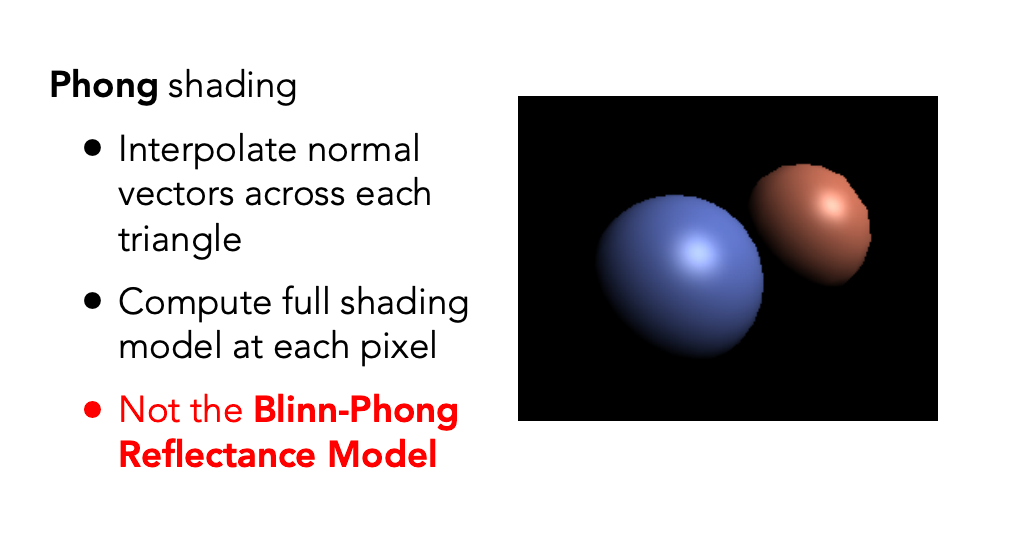 Phong shading
• Interpolate normal
vectors across each
triangle
• Compute full shading
model at each pixel
• Not the Blinn-Phong
Reflectance Model